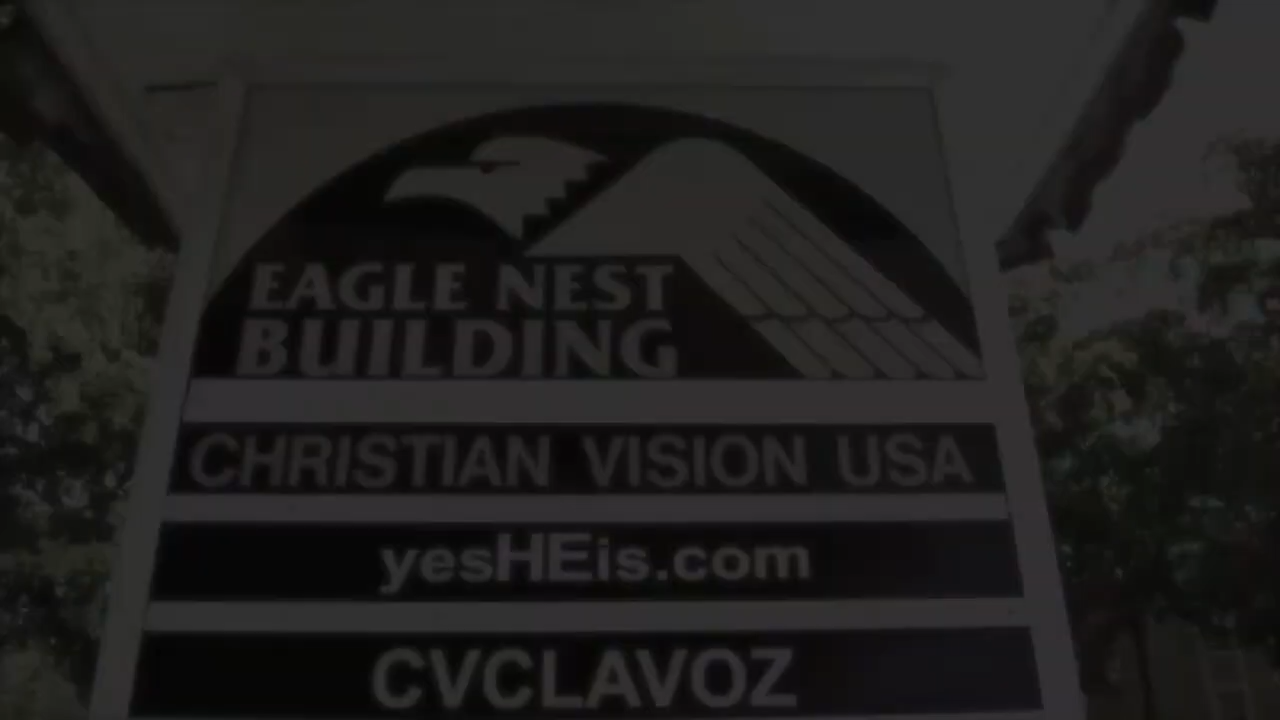 EAGLE NEST
BUILDING
CHRISTIAN VISION USA
yesHEis.com
CVCLAVOZ